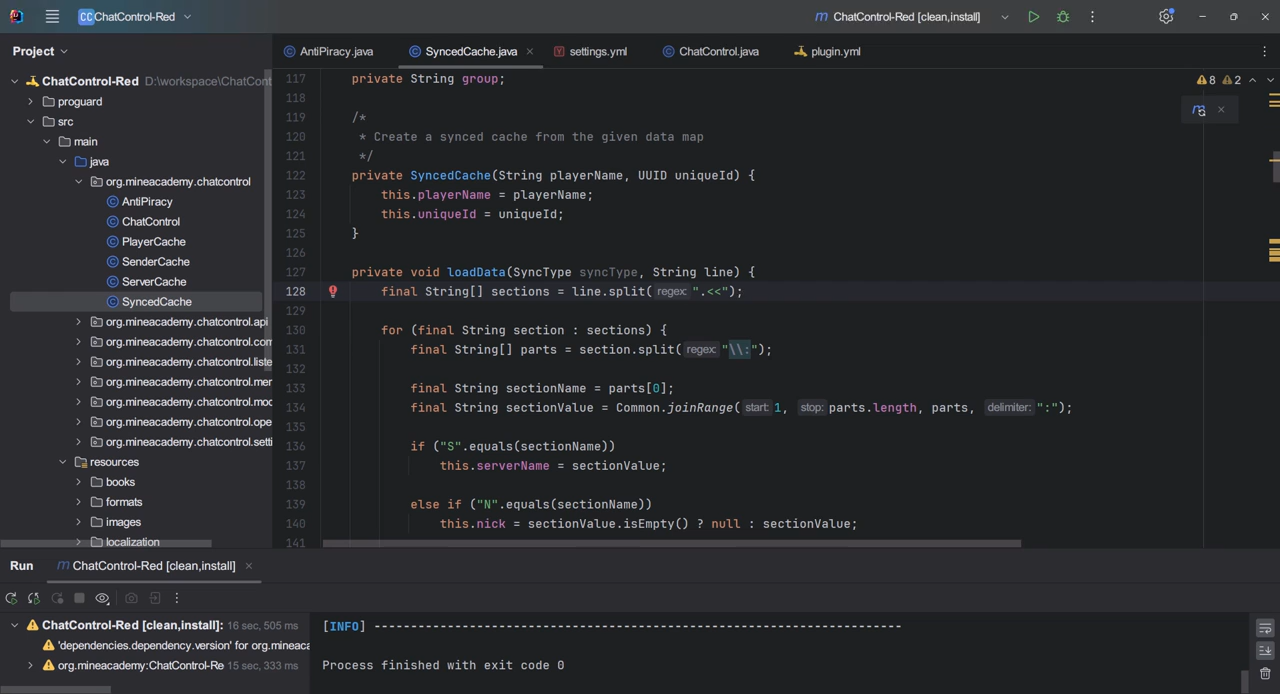 CC ChatControl-Red
ChatControl-Red [clean,install]
Project
AntiPiracy.java
SyncedCache.java
settings.yml
ChatControl.java
plugin.yml
ChatControl-Red D:\workspace\ChatCont
proguard
src
main
java
org.mineacademy.chatcontrol
AntiPiracy
ChatControl
PlayerCache
SenderCache
ServerCache
SyncedCache
org.mineacademy.chatcontrol.api
org.mineacademy.chatcontrol.com
org.mineacademy.chatcontrol.liste
org.mineacademy.chatcontrol.mer
org.mineacademy.chatcontrol.mod
org.mineacademy.chatcontrol.ope
org.mineacademy.chatcontrol.setti
resources
books
formats
images
localization
8 2
117 private String group;
118
119 /*
120 * Create a synced cache from the given data map
121 */
122 private SyncedCache(String playerName, UUID uniqueId) {
123 this.playerName = playerName;
124 this.uniqueId = uniqueId;
125 }
126
127 private void loadData(SyncType syncType, String line) {
128 final String[] sections = line.split( regex: ".<<");
129
130 for (final String section : sections) {
131 final String[] parts = section.split( regex: "\\:");
132
133 final String sectionName = parts[0];
134 final String sectionValue = Common.joinRange( start: 1, stop: parts.length, parts, delimiter: ":");
135
136 if ("S".equals(sectionName))
137 this.serverName = sectionValue;
138
139 else if ("N".equals(sectionName))
140 this.nick = sectionValue.isEmpty() ? null : sectionValue;
141
Run
ChatControl-Red [clean,install]
ChatControl-Red [clean,install]: 16 sec, 505 ms
'dependencies.dependency.version' for org.mineaca
org.mineacademy:ChatControl-Re 15 sec, 333 ms
[INFO] ------------------------------------------------------------------------
Process finished with exit code 0